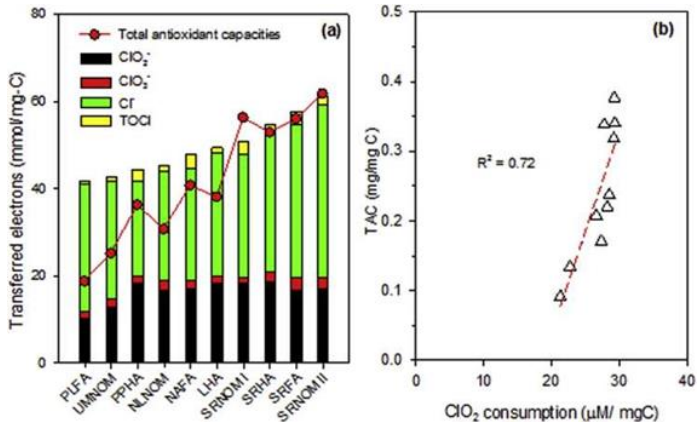 (a)
Total antioxidant capacities
ClO₂⁻
ClO₃⁻
Cl⁻
TOCl
Transferred electrons (mmol/mg-C)
80
60
40
20
0
PLFA
UMNOM
PPHA
NLNOM
NAFA
LHA
SRNOM I
SRHA
SRFA
SRNOM II
(b)
R² = 0.72
TAC (mg/mg C)
0.5
0.4
0.3
0.2
0.1
0.0
0
10
20
30
40
ClO₂ consumption (µM/ mgC)